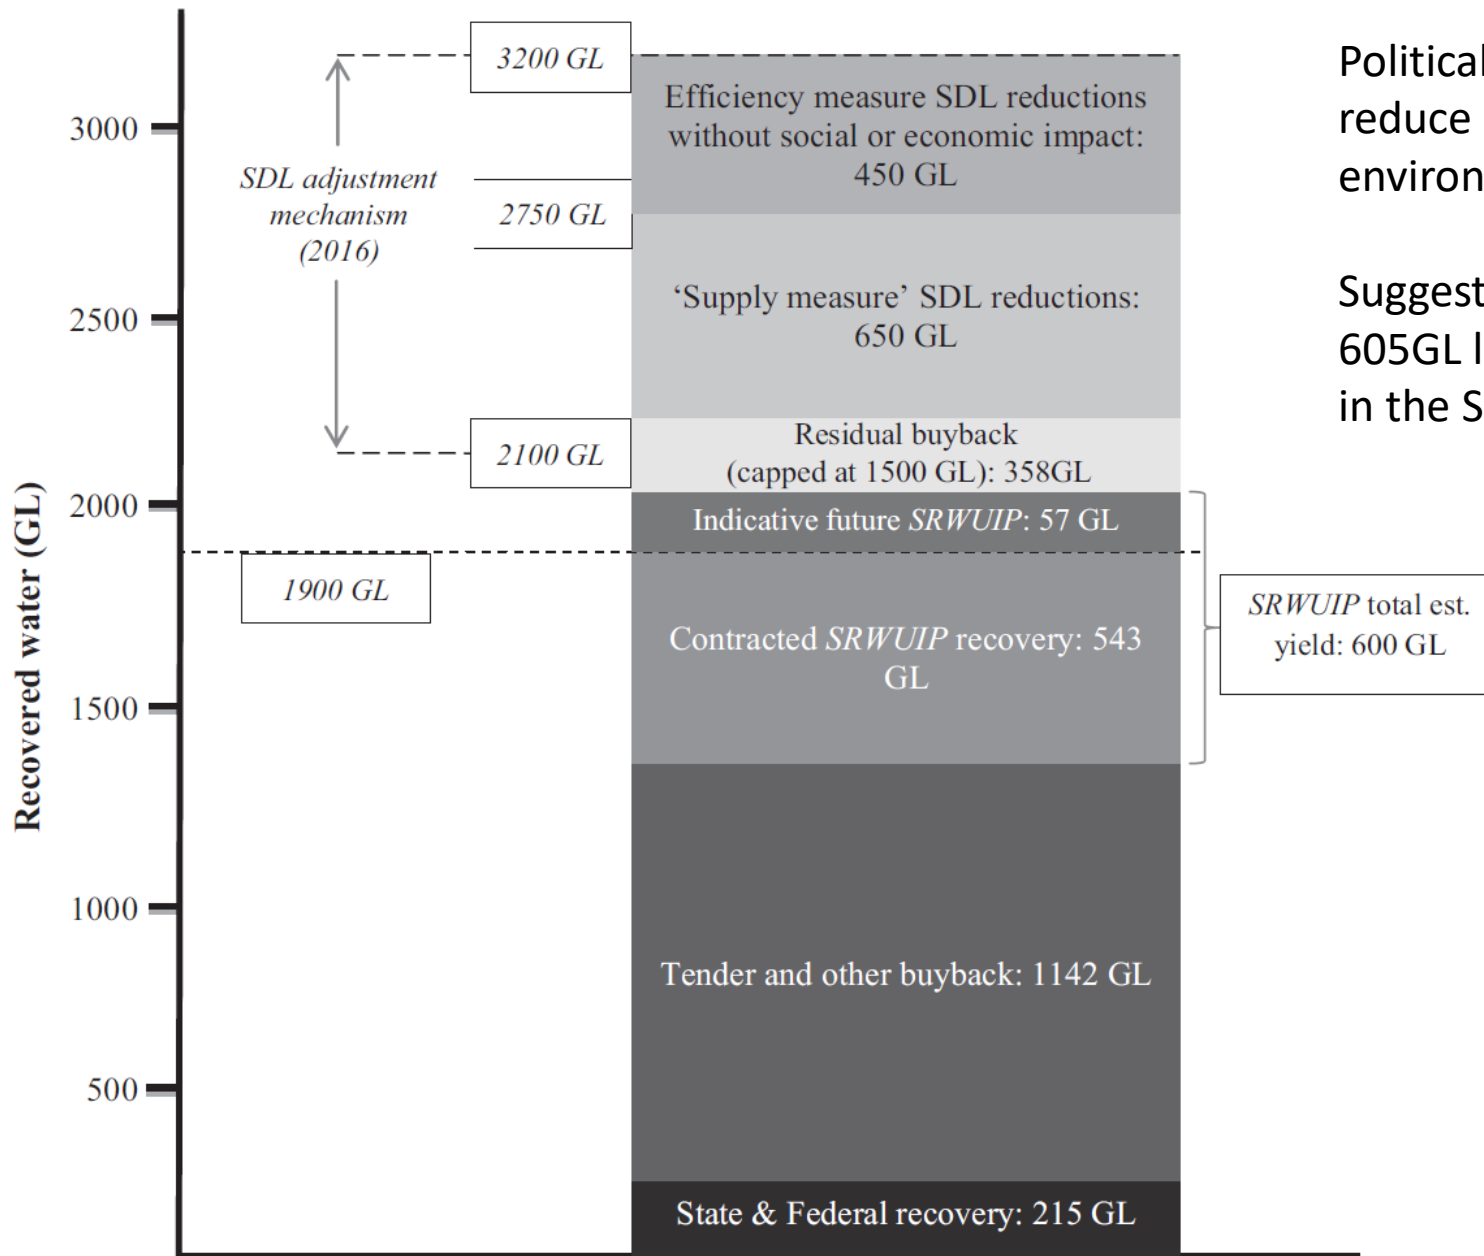 3200 GL
3000
SDL adjustment
mechanism
(2016)
2750 GL
2500
2100 GL
2000
1900 GL
1500
1000
500
Recovered water (GL)
Efficiency measure SDL reductions
without social or economic impact:
450 GL
‘Supply measure’ SDL reductions:
650 GL
Residual buyback
(capped at 1500 GL): 358GL
Indicative future SRWUIP: 57 GL
Contracted SRWUIP recovery: 543
GL
Tender and other buyback: 1142 GL
State & Federal recovery: 215 GL
SRWUIP total est.
yield: 600 GL
Political
reduce
environ
Suggest
605GL l
in the S